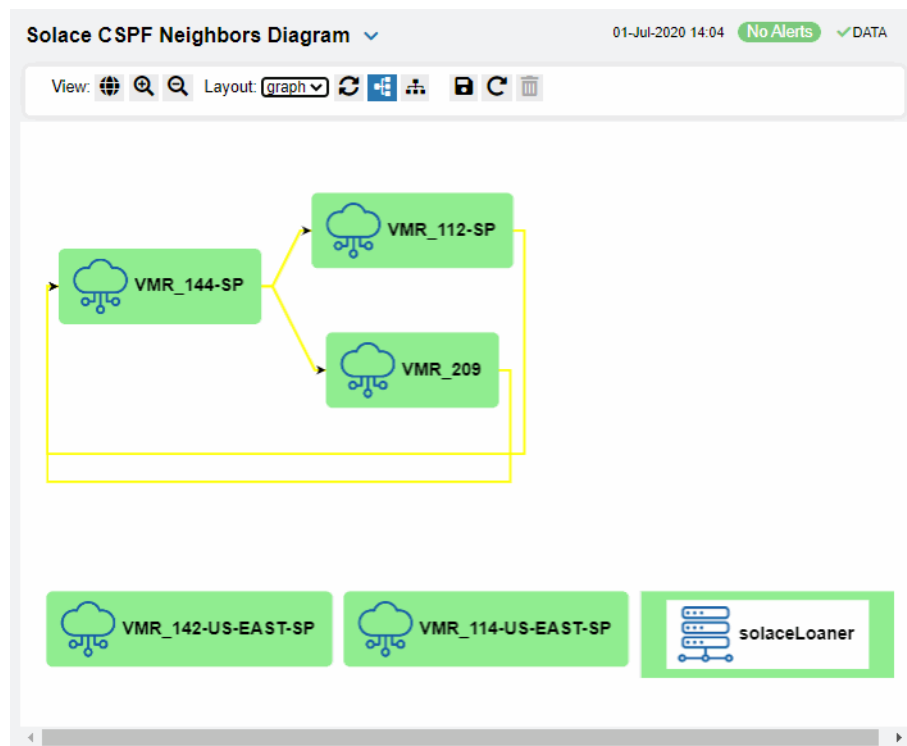 Solace CSPF Neighbors Diagram
01-Jul-2020 14:04 No Alerts DATA
View: Layout: graph
VMR_112-SP
VMR_144-SP
VMR_209
VMR_142-US-EAST-SP VMR_114-US-EAST-SP solaceLoaner